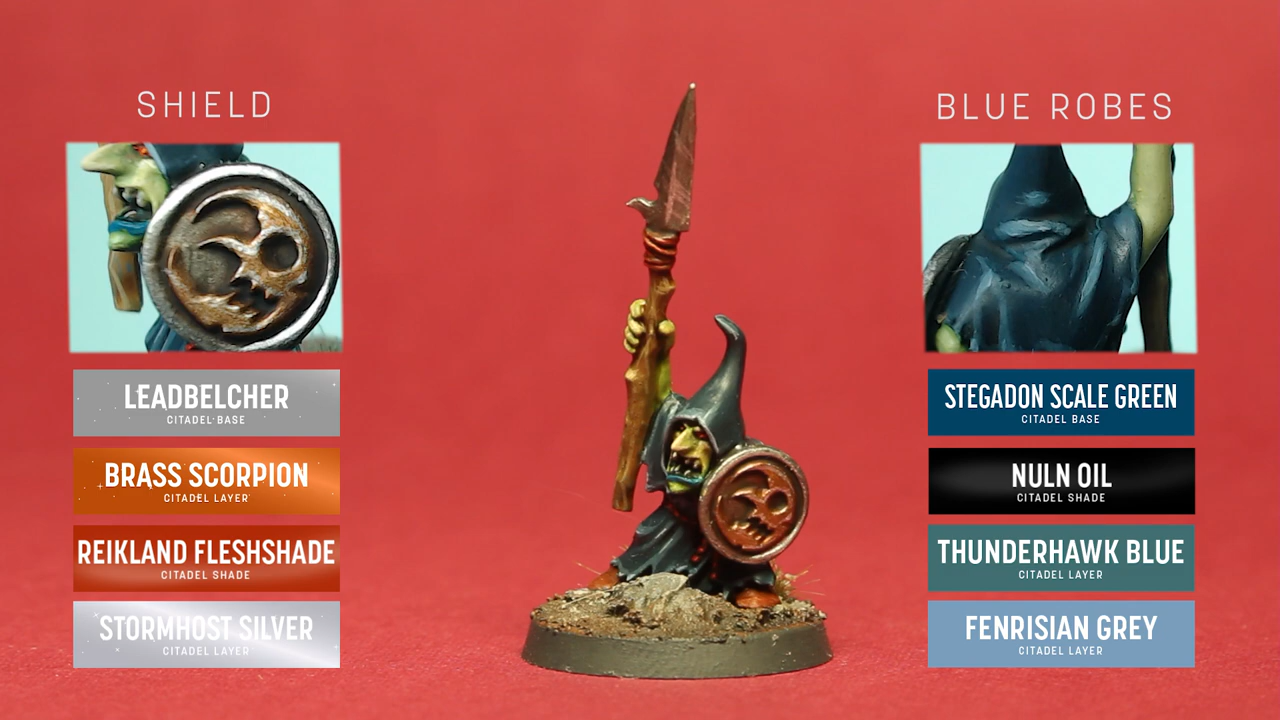 SHIELD
LEADBELCHER
CITADEL BASE
BRASS SCORPION
CITADEL LAYER
REIKLAND FLESHSHADE
CITADEL SHADE
STORMHOST SILVER
CITADEL LAYER
BLUE ROBES
STEGADON SCALE GREEN
CITADEL BASE
NULN OIL
CITADEL SHADE
THUNDERHAWK BLUE
CITADEL LAYER
FENRISIAN GREY
CITADEL LAYER